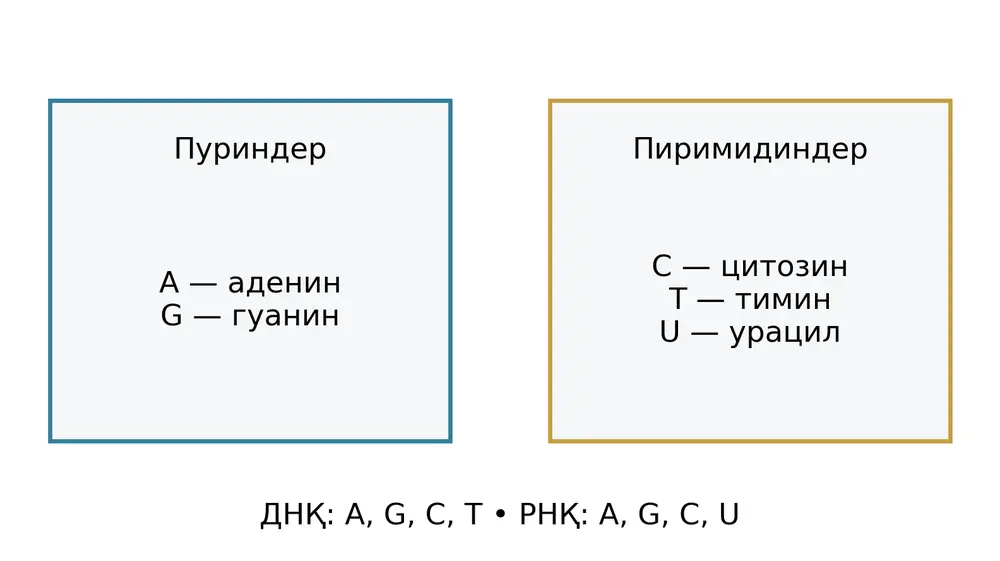 Пуриндер
A — аденин
G — гуанин
Пиримидиндер
C — цитозин
T — тимин
U — урацил
ДНҚ: A, G, C, T • РНҚ: A, G, C, U